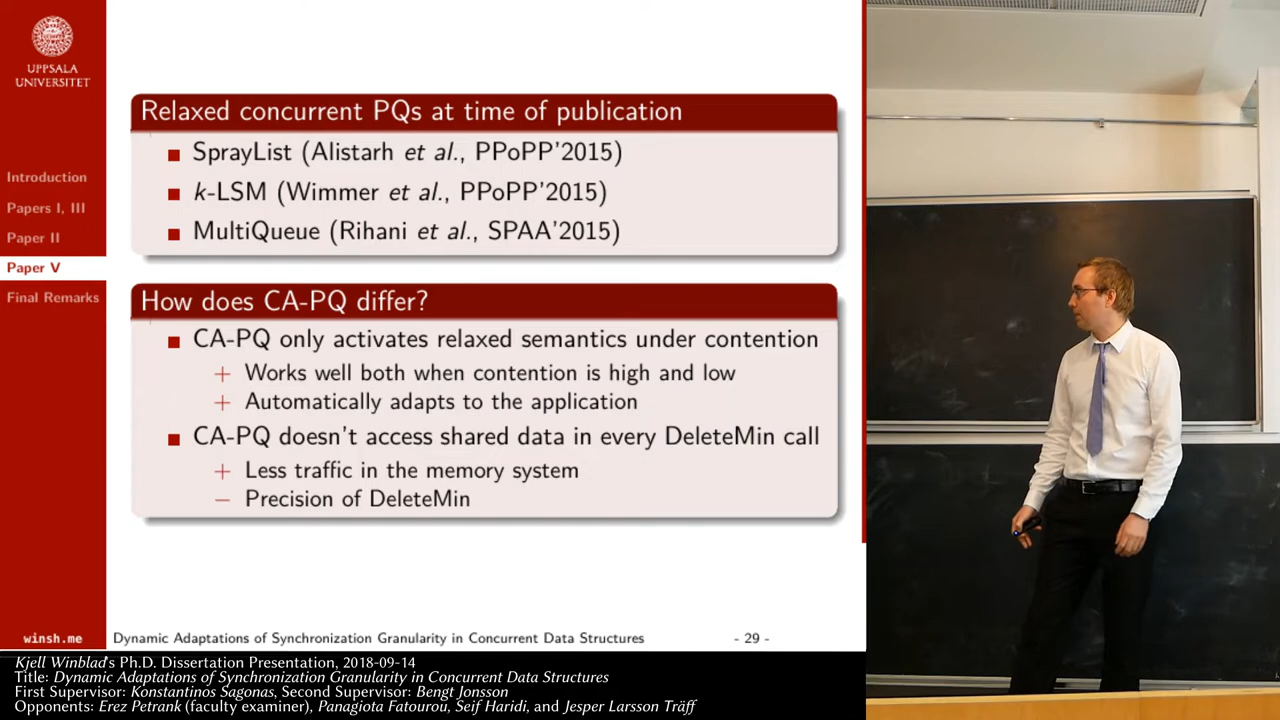 UPPSALA
UNIVERSITET
Introduction
Papers I, III
Paper II
Paper V
Final Remarks
winsh.me
Relaxed concurrent PQs at time of publication
■ SprayList (Alistarh et al., PPoPP'2015)
■ k-LSM (Wimmer et al., PPoPP'2015)
■ MultiQueue (Rihani et al., SPAA'2015)
How does CA-PQ differ?
■ CA-PQ only activates relaxed semantics under contention
+ Works well both when contention is high and low
+ Automatically adapts to the application
■ CA-PQ doesn't access shared data in every DeleteMin call
+ Less traffic in the memory system
− Precision of DeleteMin
Dynamic Adaptations of Synchronization Granularity in Concurrent Data Structures - 29 -
Kjell Winblad's Ph.D. Dissertation Presentation, 2018-09-14
Title: Dynamic Adaptations of Synchronization Granularity in Concurrent Data Structures
First Supervisor: Konstantinos Sagonas, Second Supervisor: Bengt Jonsson
Opponents: Erez Petrank (faculty examiner), Panagiota Fatourou, Seif Haridi, and Jesper Larsson Träff